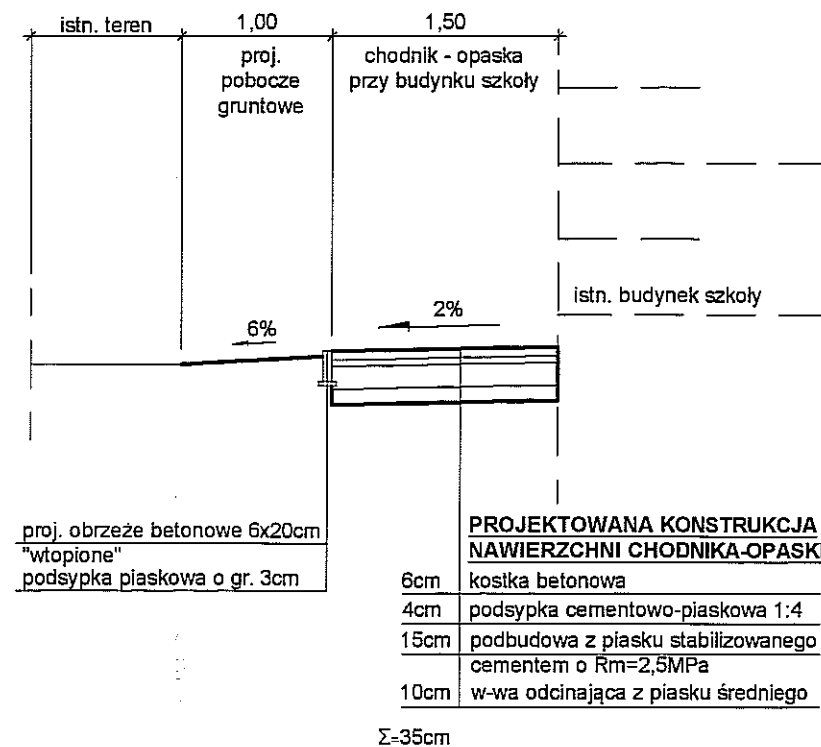 istn. teren
1,00
1,50
proj.
pobocze
gruntowe
chodnik - opaska
przy budynku szkoły
istn. budynek szkoły
6%
2%
proj. obrzeże betonowe 6x20cm
"wtopione"
podsypka piaskowa o gr. 3cm
PROJEKTOWANA KONSTRUKCJA
NAWIERZCHNI CHODNIKA-OPASK
6cm kostka betonowa
4cm podsypka cementowo-piaskowa 1:4
15cm podbudowa z piasku stabilizowanego
cementem o Rm=2,5MPa
10cm w-wa odcinająca z piasku średniego
Σ=35cm